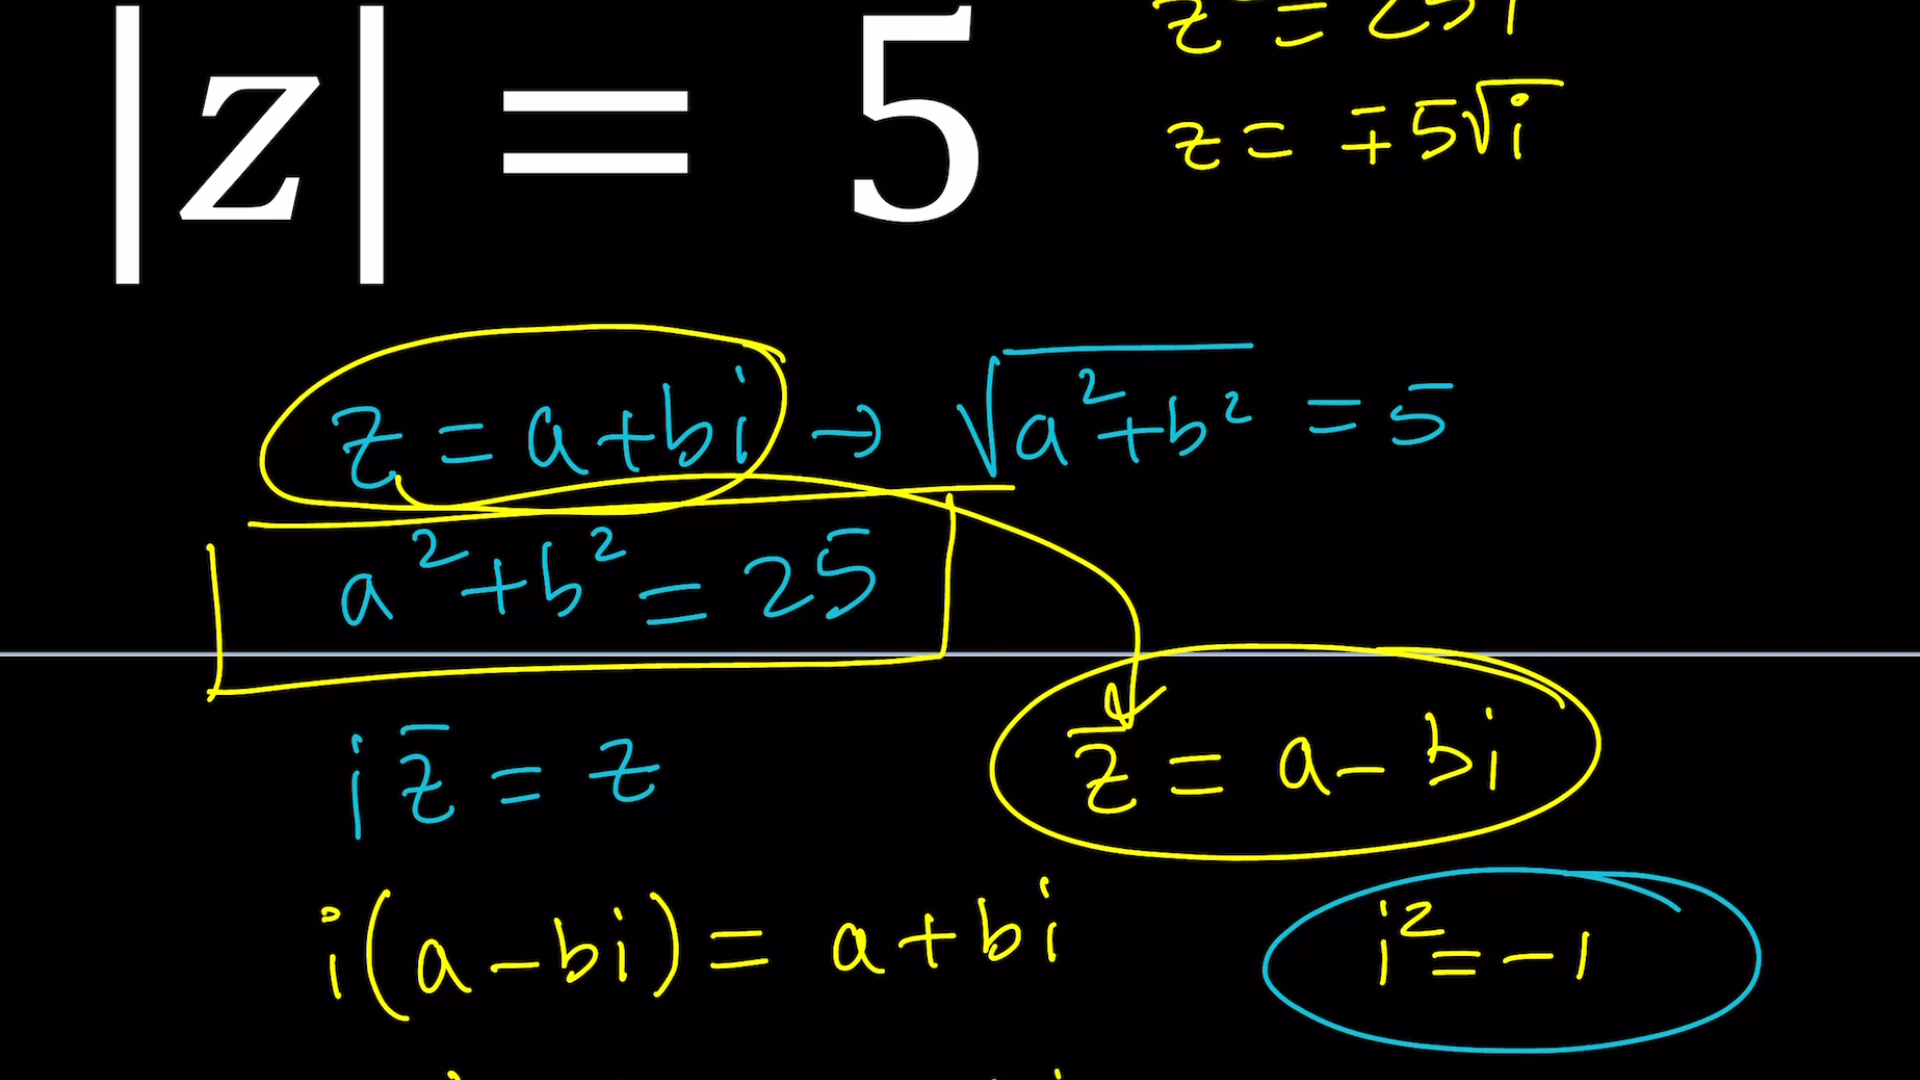 |z| = 5
z = ∓5√i
z = a+bi → √a²+b² = 5
a²+b² = 25
i z̅ = z
z̅ = a - bi
i(a-bi) = a+bi
i² = -1